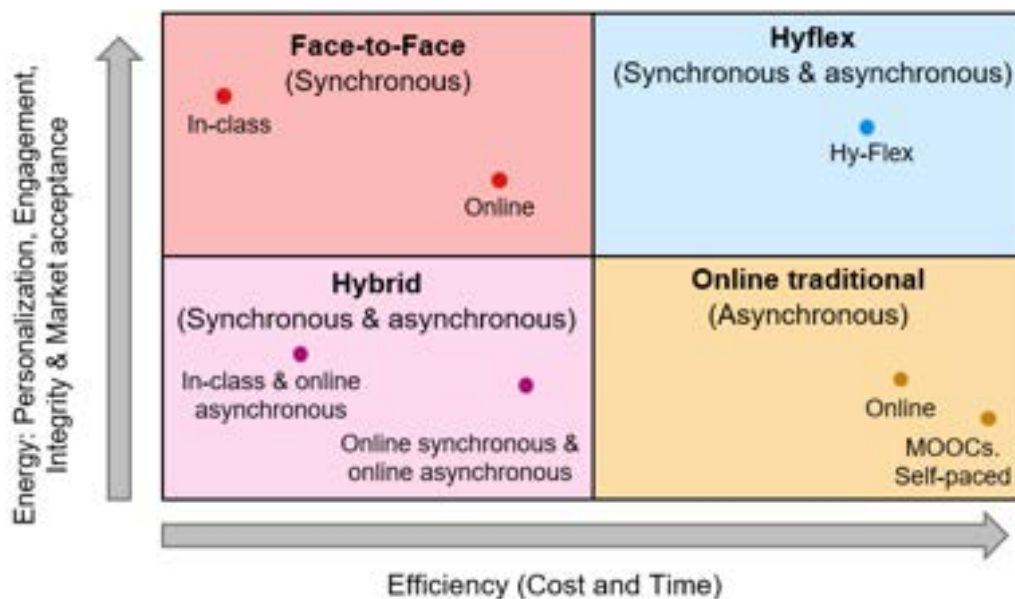 Energy: Personalization, Engagement,
Integrity & Market acceptance
Face-to-Face
(Synchronous)
In-class
Online
Hyflex
(Synchronous & asynchronous)
Hy-Flex
Hybrid
(Synchronous & asynchronous)
In-class & online
asynchronous
Online synchronous &
online asynchronous
Online traditional
(Asynchronous)
Online
MOOCs.
Self-paced
Efficiency (Cost and Time)